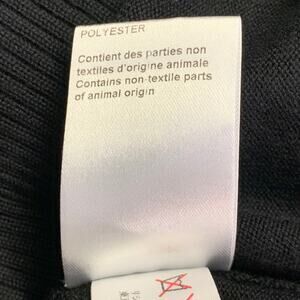 POLYESTER
Contient des parties non
textiles d'origine animale
Contains non-textile parts
of animal origin